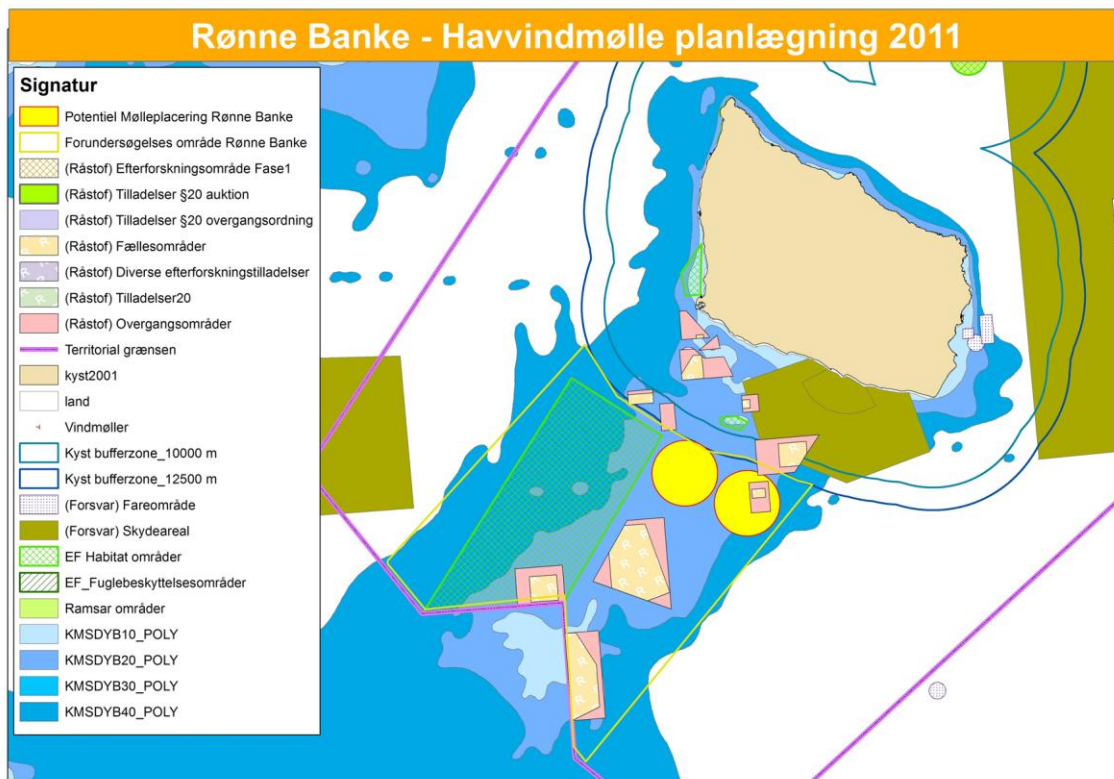 Rønne Banke - Havvindmølle planlægning 2011
Signatur
Potentiel Mølleplacering Rønne Banke
Forundersøgelses område Rønne Banke
(Råstof) Efterforskningsområde Fase1
(Råstof) Tilladelser §20 auktion
(Råstof) Tilladelser §20 overgangsordning
(Råstof) Fællesområder
(Råstof) Diverse efterforskningstilladelser
(Råstof) Tilladelser20
(Råstof) Overgangsområder
Territorial grænsen
kyst2001
land
Vindmøller
Kyst bufferzone_10000 m
Kyst bufferzone_12500 m
(Forsvar) Fareområde
(Forsvar) Skydeareal
EF Habitat områder
EF_Fuglebeskyttelsesområder
Ramsar områder
KMSDYB10_POLY
KMSDYB20_POLY
KMSDYB30_POLY
KMSDYB40_POLY